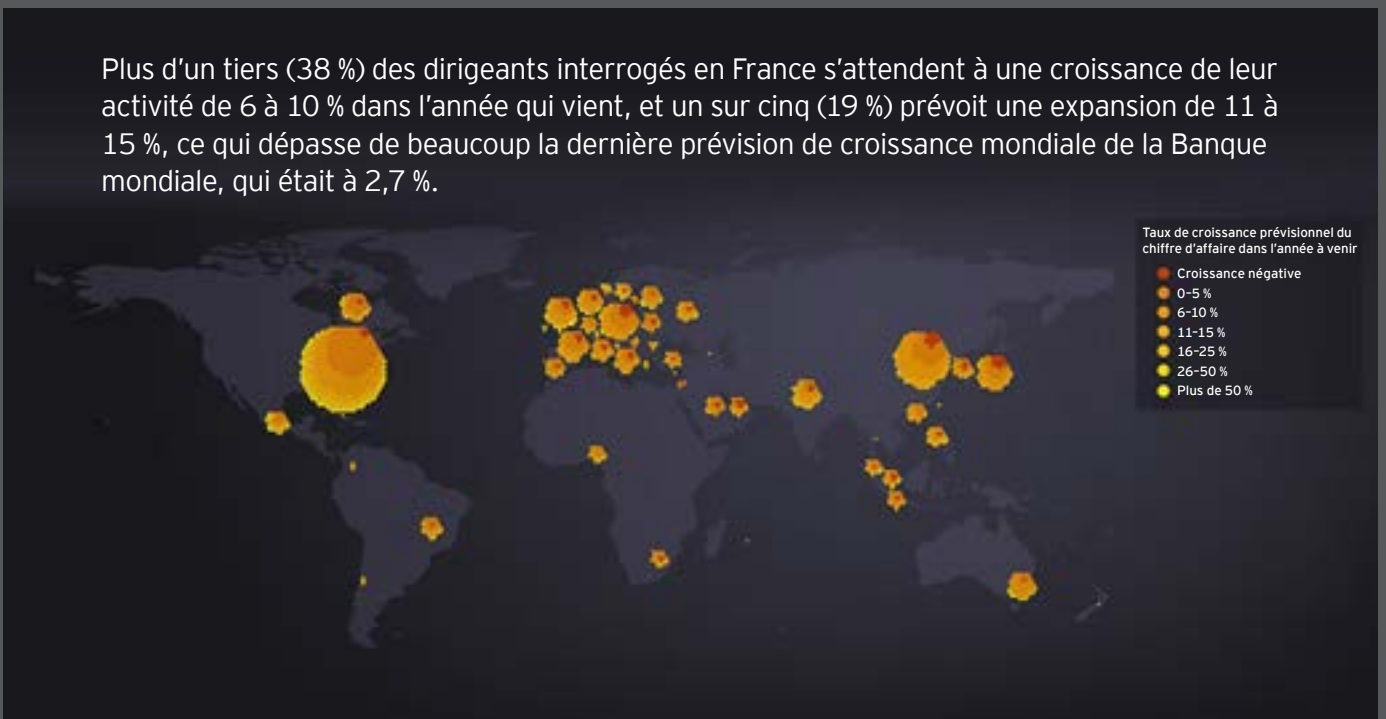 Plus d'un tiers (38 %) des dirigeants interrogés en France s'attendent à une croissance de leur
activité de 6 à 10 % dans l'année qui vient, et un sur cinq (19 %) prévoit une expansion de 11 à
15 %, ce qui dépasse de beaucoup la dernière prévision de croissance mondiale de la Banque
mondiale, qui était à 2,7 %.
Taux de croissance prévisionnel du
chiffre d'affaire dans l'année à venir
Croissance négative
0-5 %
6-10 %
11-15 %
16-25 %
26-50 %
Plus de 50 %